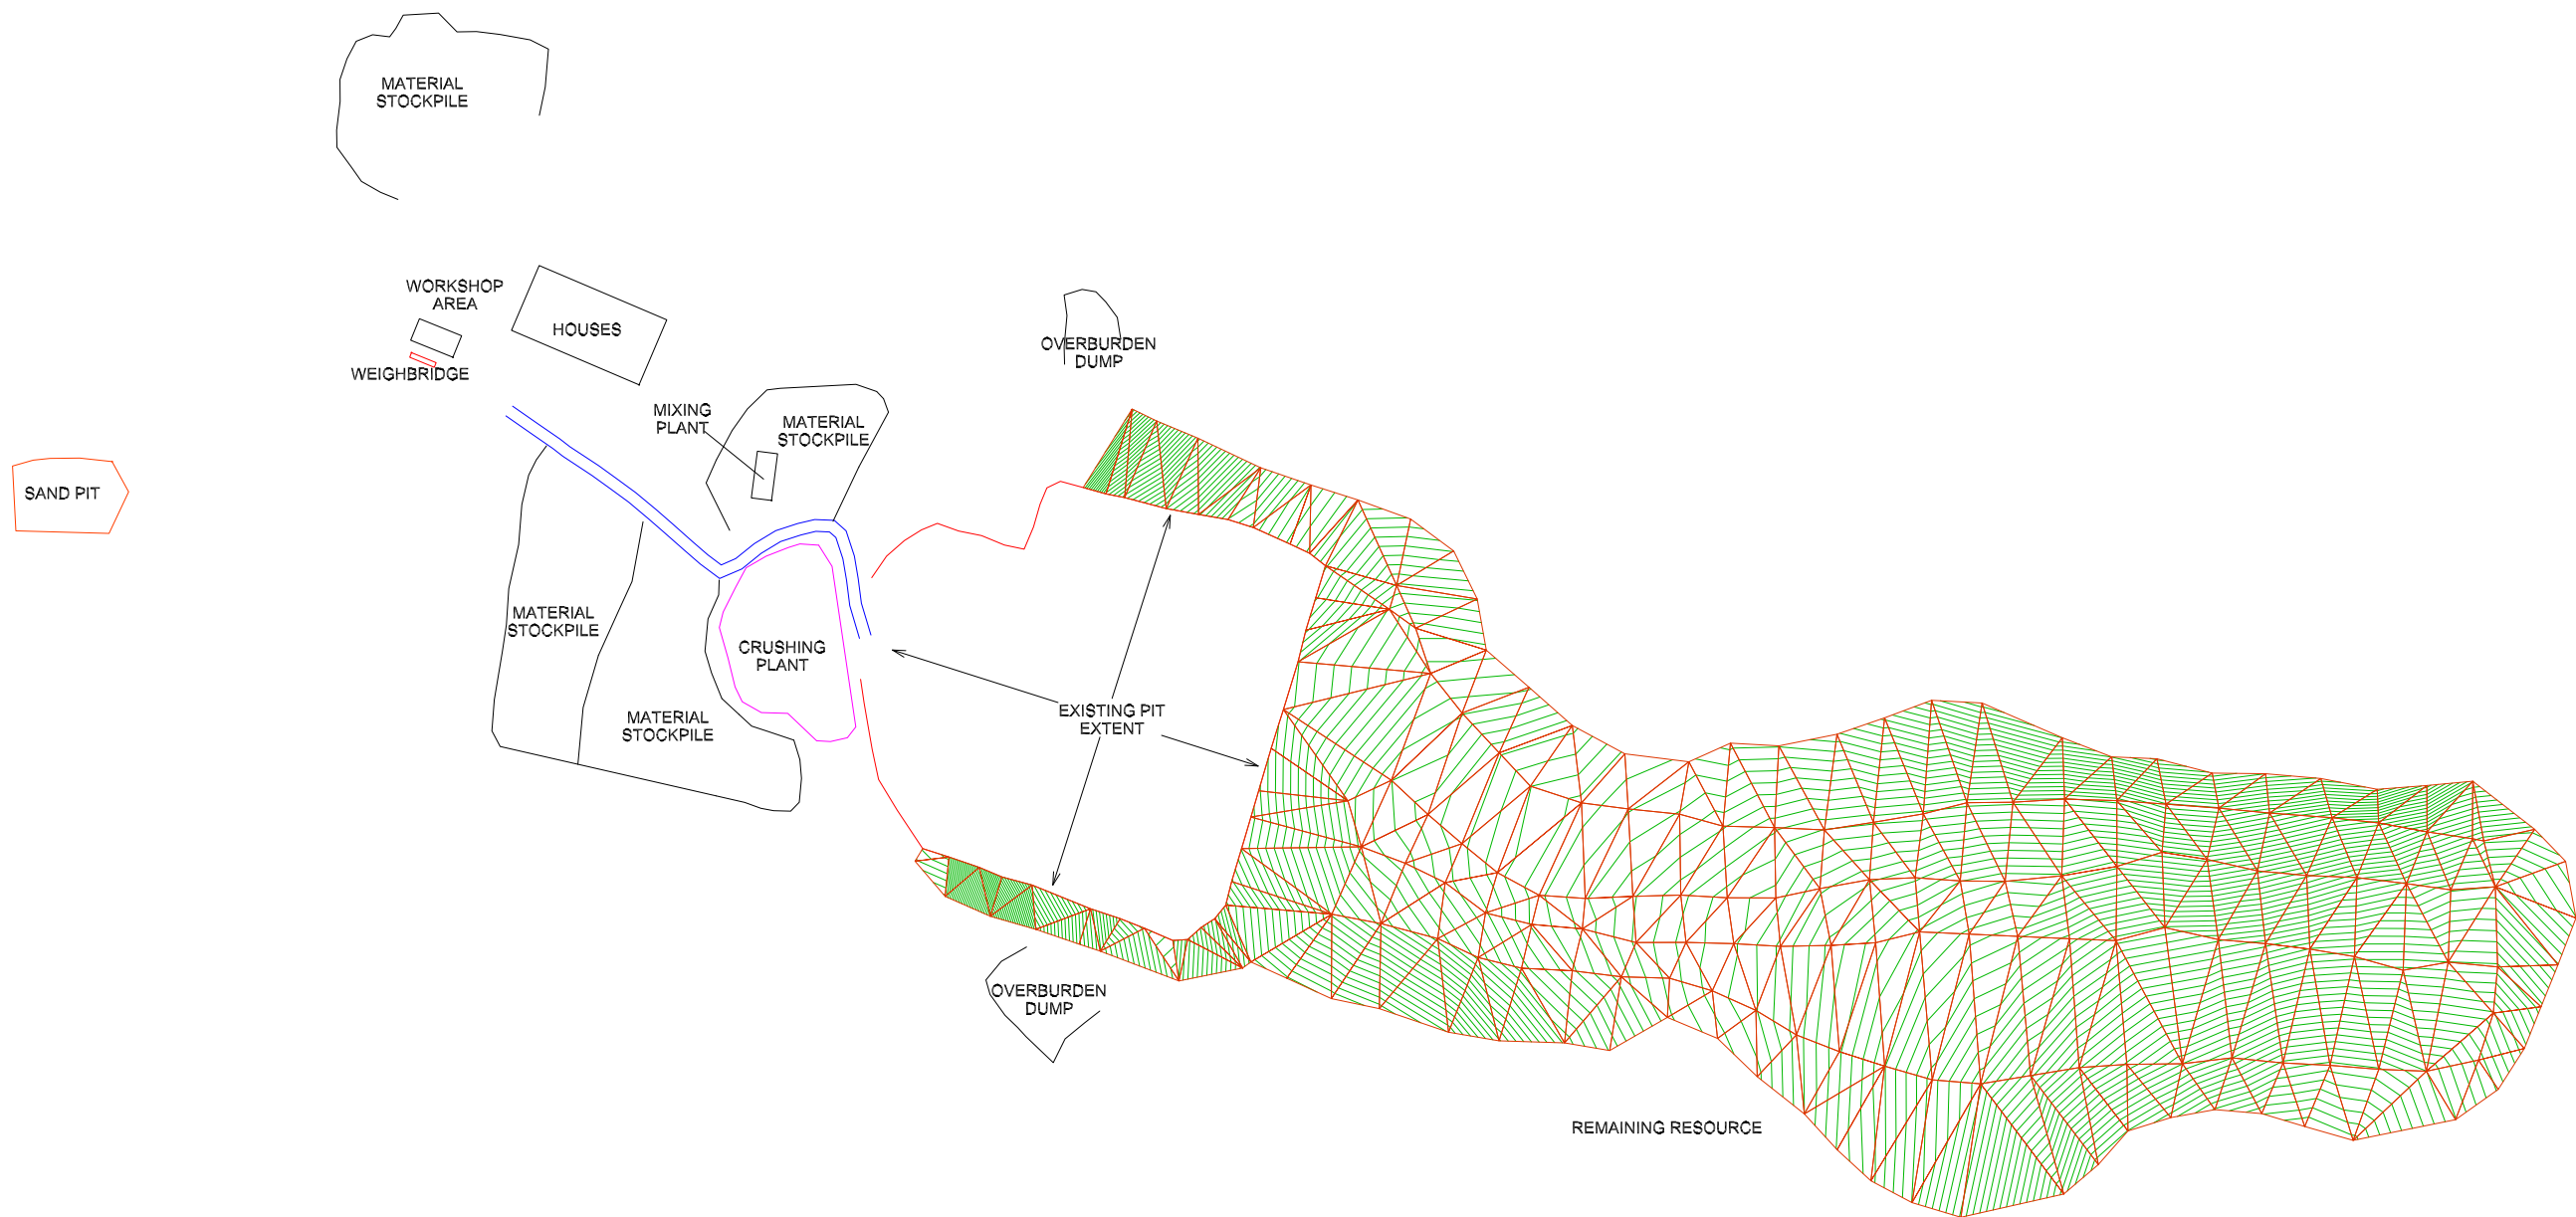 MATERIAL
STOCKPILE
WORKSHOP
AREA
HOUSES
WEIGHBRIDGE
OVERBURDEN
DUMP
MIXING
PLANT
MATERIAL
STOCKPILE
SAND PIT
MATERIAL
STOCKPILE
CRUSHING
PLANT
MATERIAL
STOCKPILE
EXISTING PIT
EXTENT
OVERBURDEN
DUMP
REMAINING RESOURCE